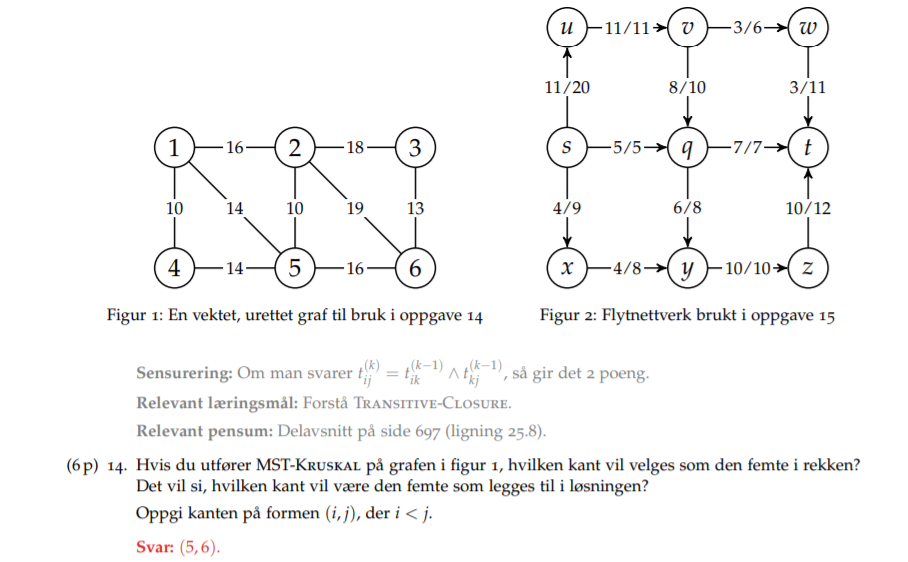 u 11/11 v 3/6 w
11/20 8/10 3/11
1 16 2 18 3 s 5/5 q 7/7 t
10 14 10 19 13 4/9 6/8 10/12
4 14 5 16 6 x 4/8 y 10/10 z
Figur 1: En vektet, urettet graf til bruk i oppgave 14 Figur 2: Flytnettverk brukt i oppgave 15
Sensurering: Om man svarer t_{ij}^{(k)} = t_{ik}^{(k−1)} ∧ t_{kj}^{(k−1)}, så gir det 2 poeng.
Relevant læringsmål: Forstå TRANSITIVE-CLOSURE.
Relevant pensum: Delavsnitt på side 697 (ligning 25.8).
(6 p) 14. Hvis du utfører MST-KRUSKAL på grafen i figur 1, hvilken kant vil velges som den femte i rekken?
Det vil si, hvilken kant vil være den femte som legges til i løsningen?
Oppgi kanten på formen (i, j), der i < j.
Svar: (5, 6).